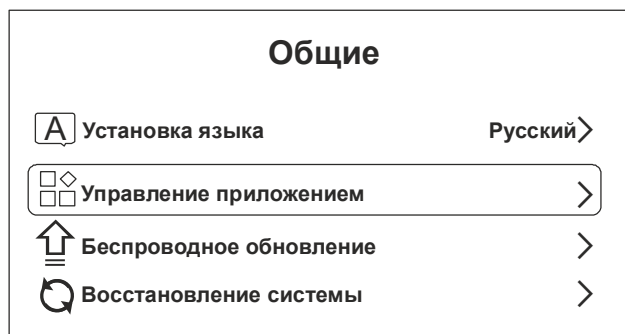 Общие
A Установка языка Русский
Управление приложением
Беспроводное обновление
Восстановление системы